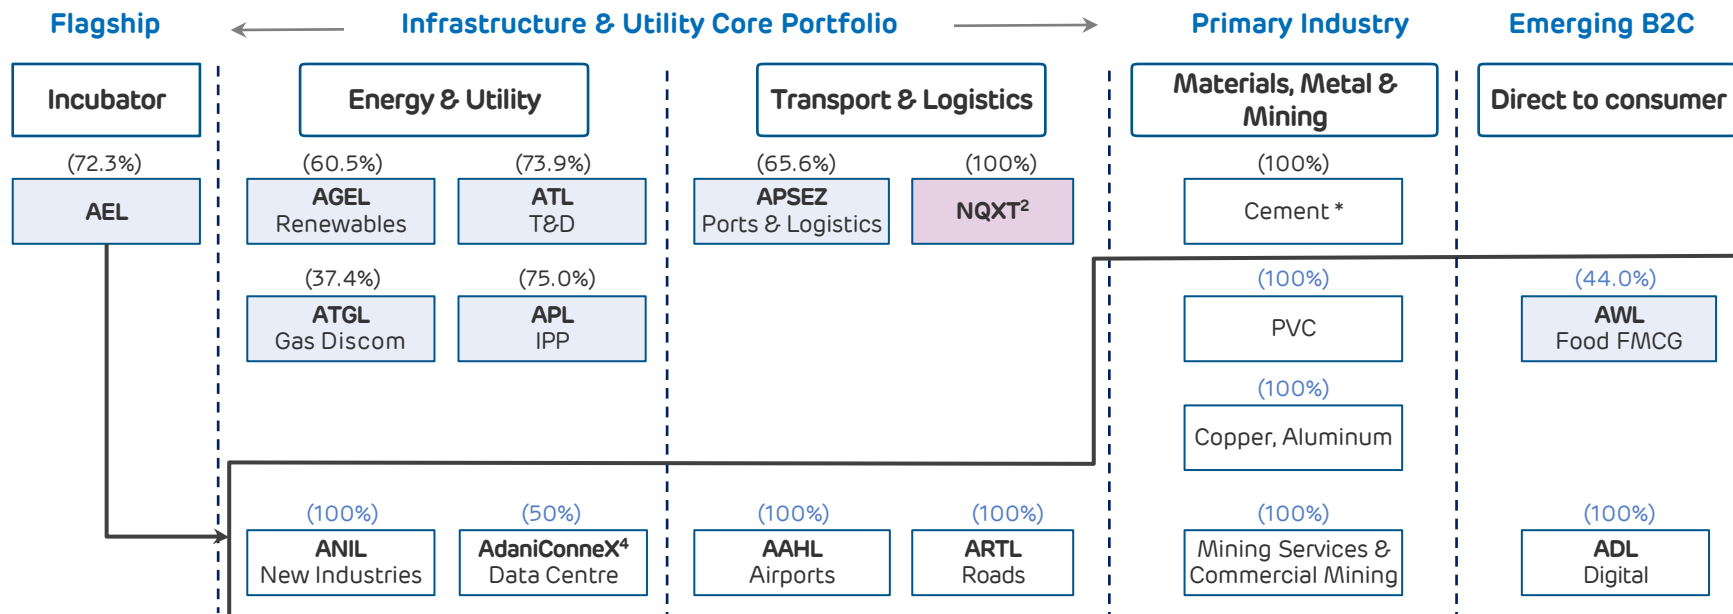 Flagship
Infrastructure & Utility Core Portfolio
Primary Industry
Emerging B2C
Incubator
Energy & Utility
Transport & Logistics
Materials, Metal &
Mining
Direct to consumer
(72.3%)
AEL
(60.5%)
AGEL
Renewables
(73.9%)
ATL
T&D
(65.6%)
APSEZ
Ports & Logistics
(100%)
NQXT²
(100%)
Cement *
(37.4%)
ATGL
Gas Discom
(75.0%)
APL
IPP
(100%)
PVC
(44.0%)
AWL
Food FMCG
(100%)
Copper, Aluminum
(100%)
ANIL
New Industries
(50%)
AdaniConneX⁴
Data Centre
(100%)
AAHL
Airports
(100%)
ARTL
Roads
(100%)
Mining Services &
Commercial Mining
(100%)
ADL
Digital